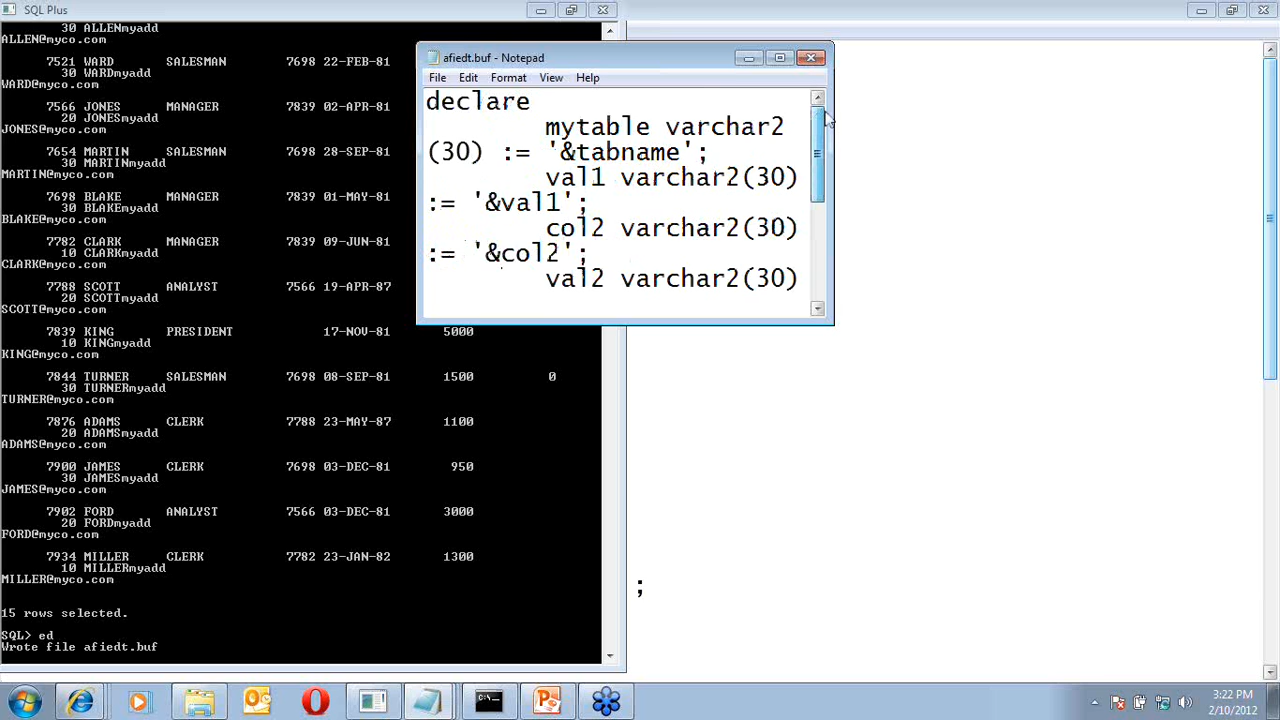 SQL Plus
30 ALLENmyadd
ALLEN@myco.com
7521 WARD SALESMAN 7698 22-FEB-81
30 WARDmyadd
WARD@myco.com
7566 JONES MANAGER 7839 02-APR-81
20 JONESmyadd
JONES@myco.com
7654 MARTIN SALESMAN 7698 28-SEP-81
30 MARTINmyadd
MARTIN@myco.com
7698 BLAKE MANAGER 7839 01-MAY-81
30 BLAKEmyadd
BLAKE@myco.com
7782 CLARK MANAGER 7839 09-JUN-81
10 CLARKmyadd
CLARK@myco.com
7788 SCOTT ANALYST 7566 19-APR-87
20 SCOTTmyadd
SCOTT@myco.com
7839 KING PRESIDENT 17-NOV-81 5000
10 KINGmyadd
KING@myco.com
7844 TURNER SALESMAN 7698 08-SEP-81 1500 0
30 TURNERmyadd
TURNER@myco.com
7876 ADAMS CLERK 7788 23-MAY-87 1100
20 ADAMSmyadd
ADAMS@myco.com
7900 JAMES CLERK 7698 03-DEC-81 950
30 JAMESmyadd
JAMES@myco.com
7902 FORD ANALYST 7566 03-DEC-81 3000
20 FORDmyadd
FORD@myco.com
7934 MILLER CLERK 7782 23-JAN-82 1300
10 MILLERmyadd
MILLER@myco.com
15 rows selected.
SQL> ed
Wrote file afiedt.buf
afiedt.buf - Notepad
File Edit Format View Help
declare
mytable varchar2
(30) := '&tabname';
val1 varchar2(30)
:= '&val1';
col2 varchar2(30)
:= '&col2';
val2 varchar2(30)
;
3:22 PM
2/10/2012